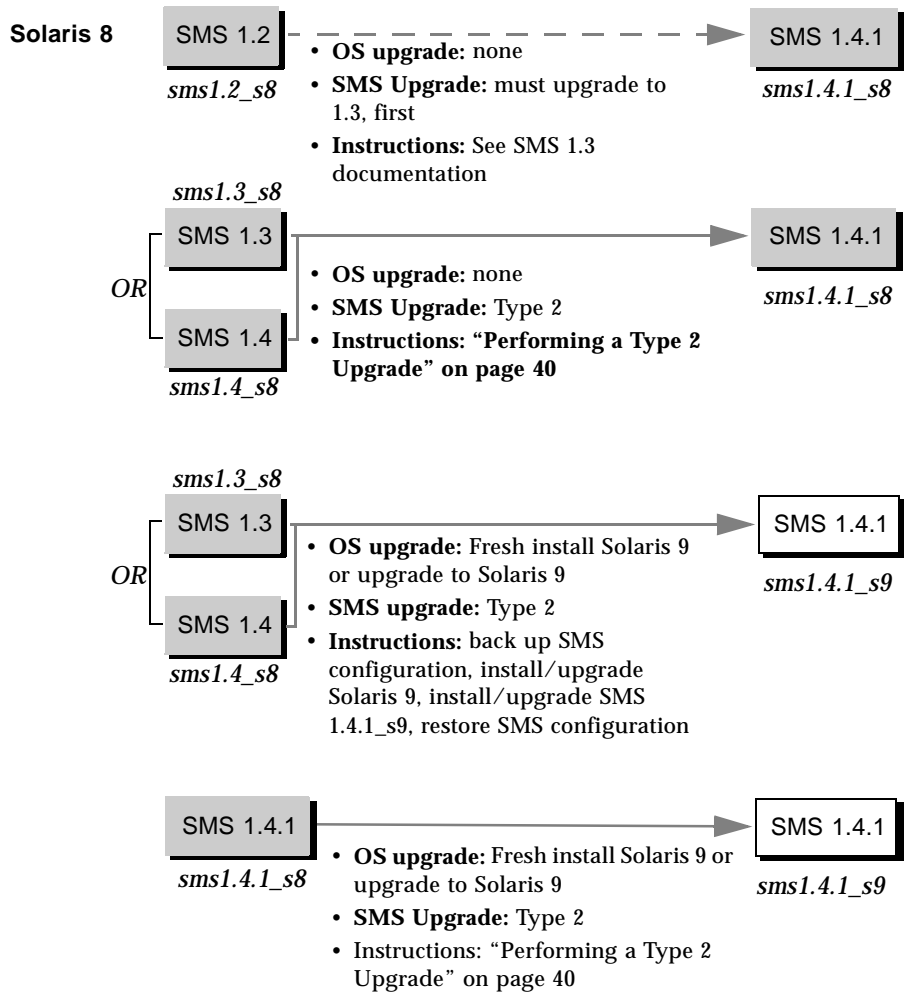 Solaris 8
SMS 1.2
sms1.2_s8
• OS upgrade: none
• SMS Upgrade: must upgrade to
1.3, first
• Instructions: See SMS 1.3
documentation
SMS 1.4.1
sms1.4.1_s8
sms1.3_s8
SMS 1.3
OR
SMS 1.4
sms1.4_s8
• OS upgrade: none
• SMS Upgrade: Type 2
• Instructions: “Performing a Type 2
Upgrade” on page 40
SMS 1.4.1
sms1.4.1_s8
sms1.3_s8
SMS 1.3
OR
SMS 1.4
sms1.4_s8
• OS upgrade: Fresh install Solaris 9
or upgrade to Solaris 9
• SMS upgrade: Type 2
• Instructions: back up SMS
configuration, install/upgrade
Solaris 9, install/upgrade SMS
1.4.1_s9, restore SMS configuration
SMS 1.4.1
sms1.4.1_s9
SMS 1.4.1
sms1.4.1_s8
• OS upgrade: Fresh install Solaris 9 or
upgrade to Solaris 9
• SMS Upgrade: Type 2
• Instructions: “Performing a Type 2
Upgrade” on page 40
SMS 1.4.1
sms1.4.1_s9